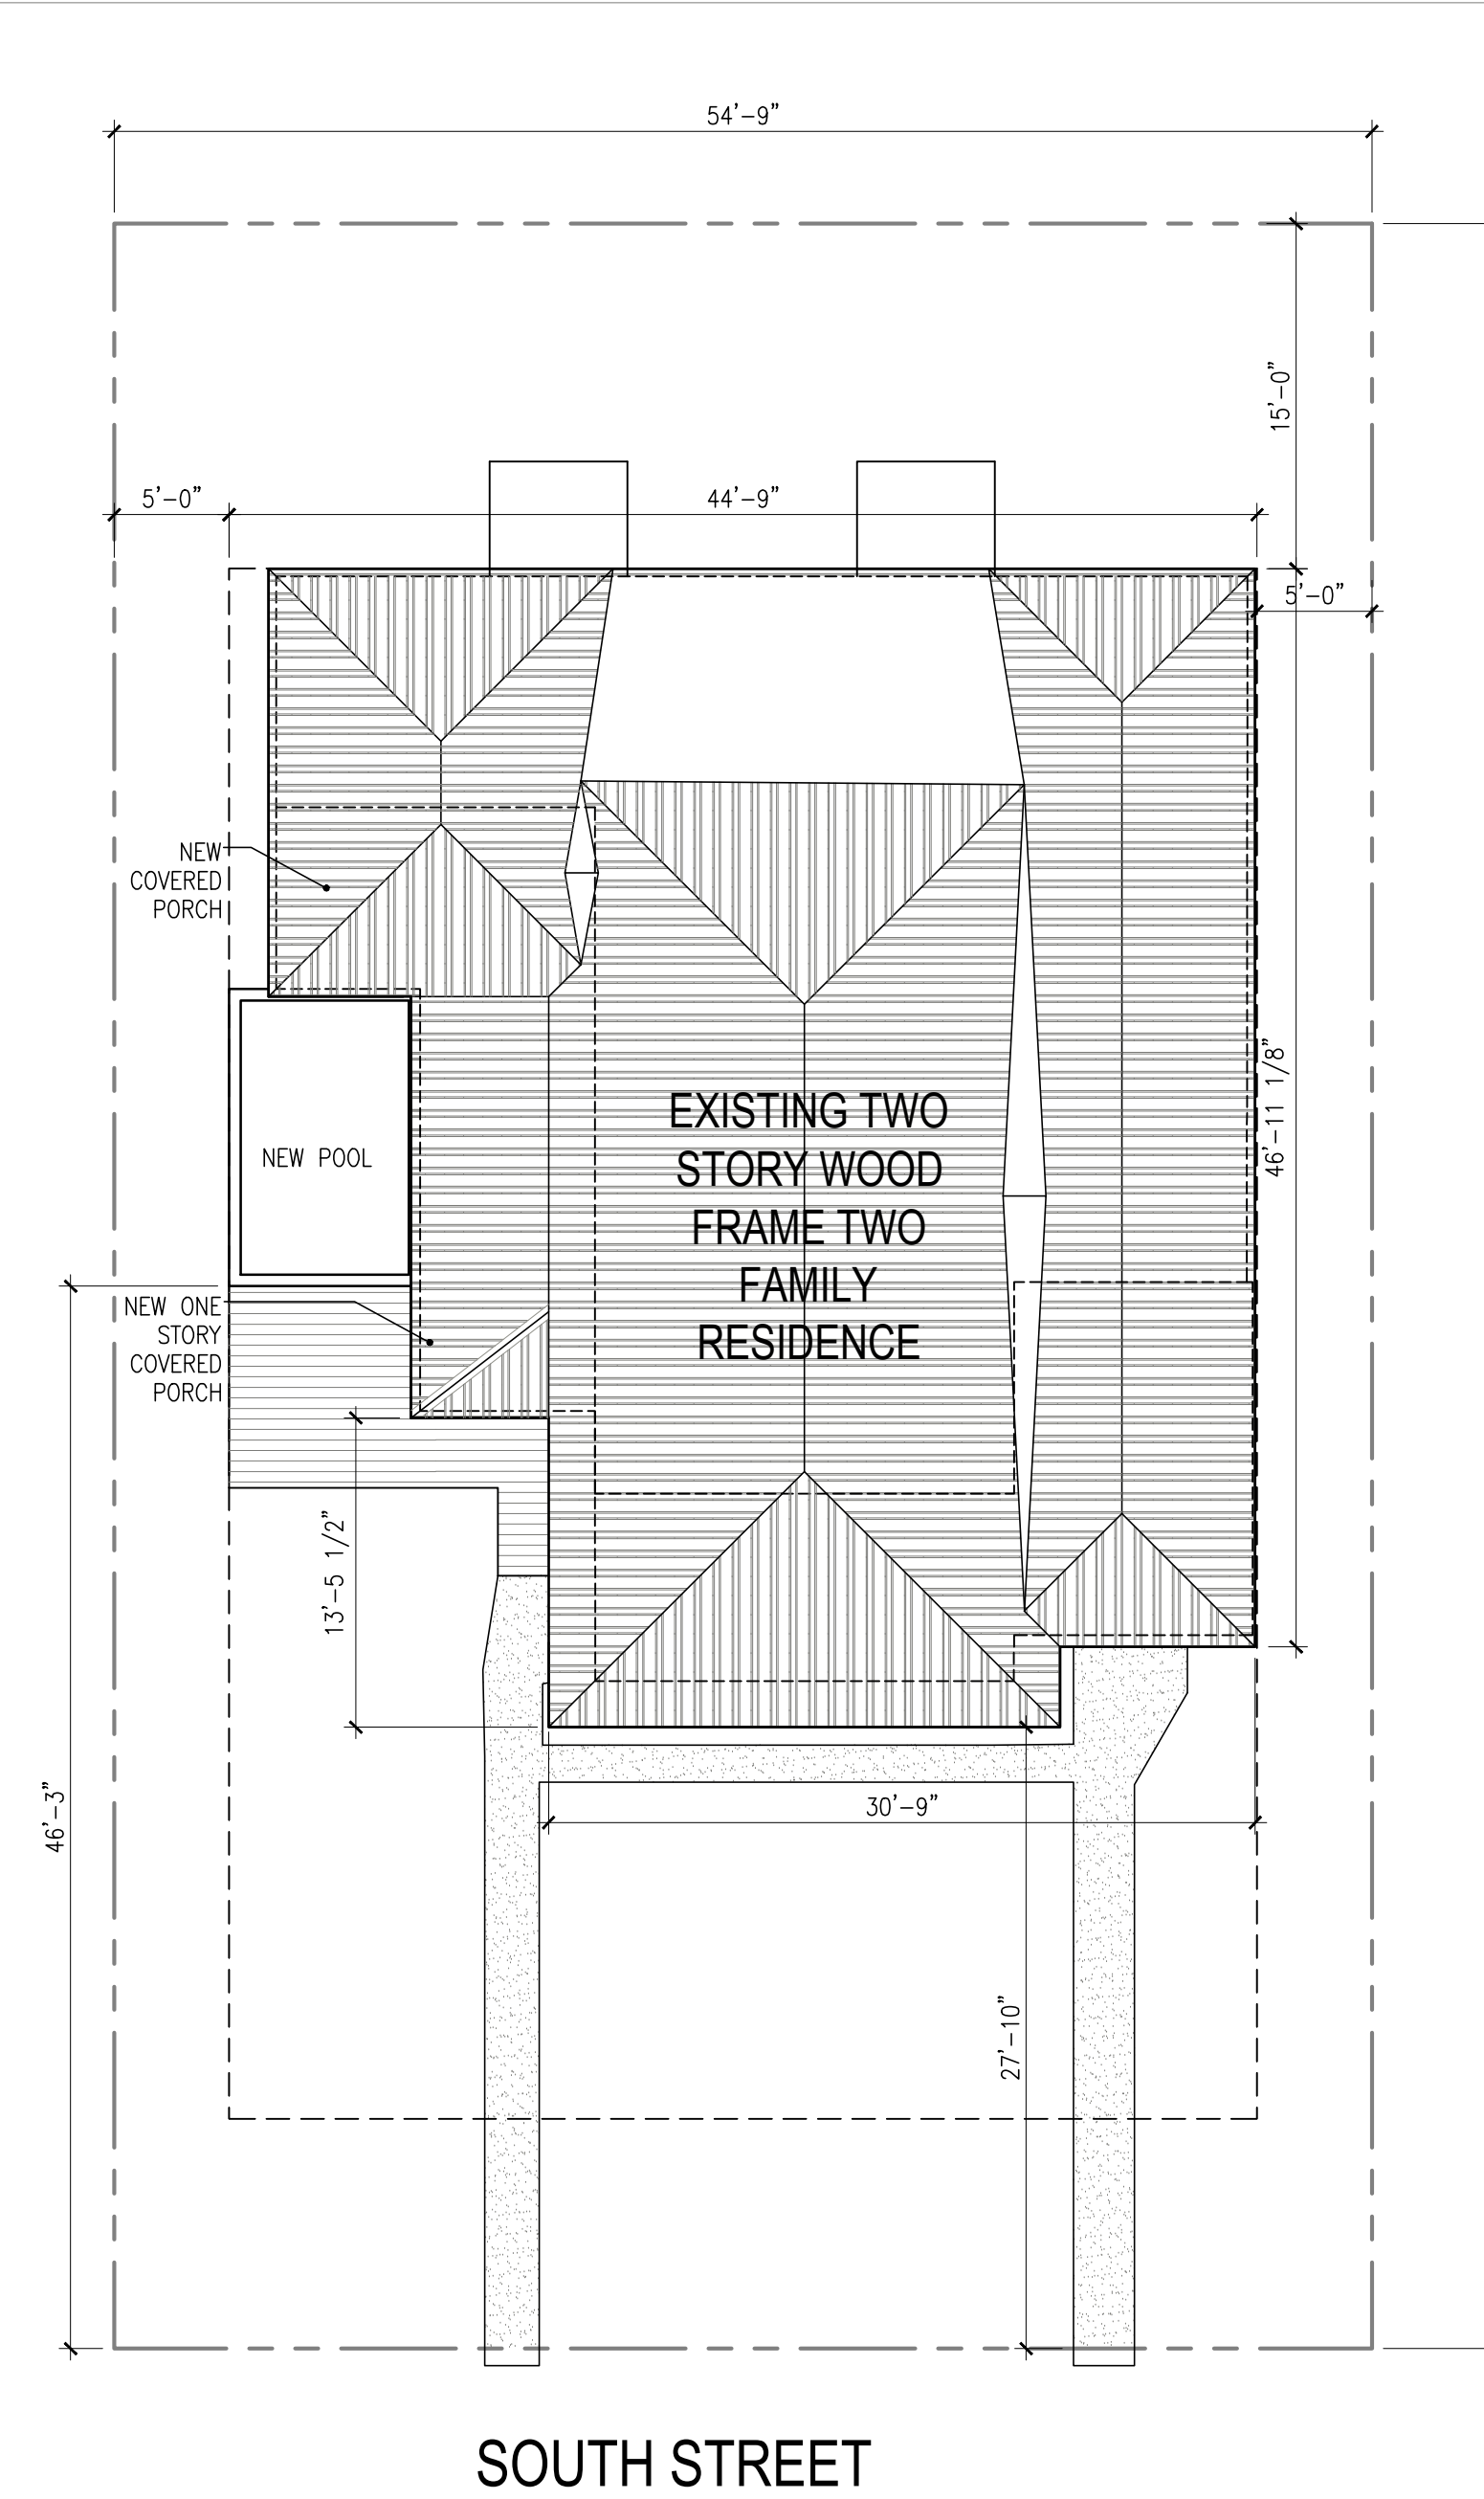 54'-9"
15'-0"
5'-0"
44'-9"
5'-0"
NEW
COVERED
PORCH
46'-11 1/8"
EXISTING TWO
STORY WOOD
FRAME TWO
FAMILY
RESIDENCE
NEW POOL
NEW ONE
STORY
COVERED
PORCH
13'-5 1/2"
46'-3"
30'-9"
27'-10"
SOUTH STREET